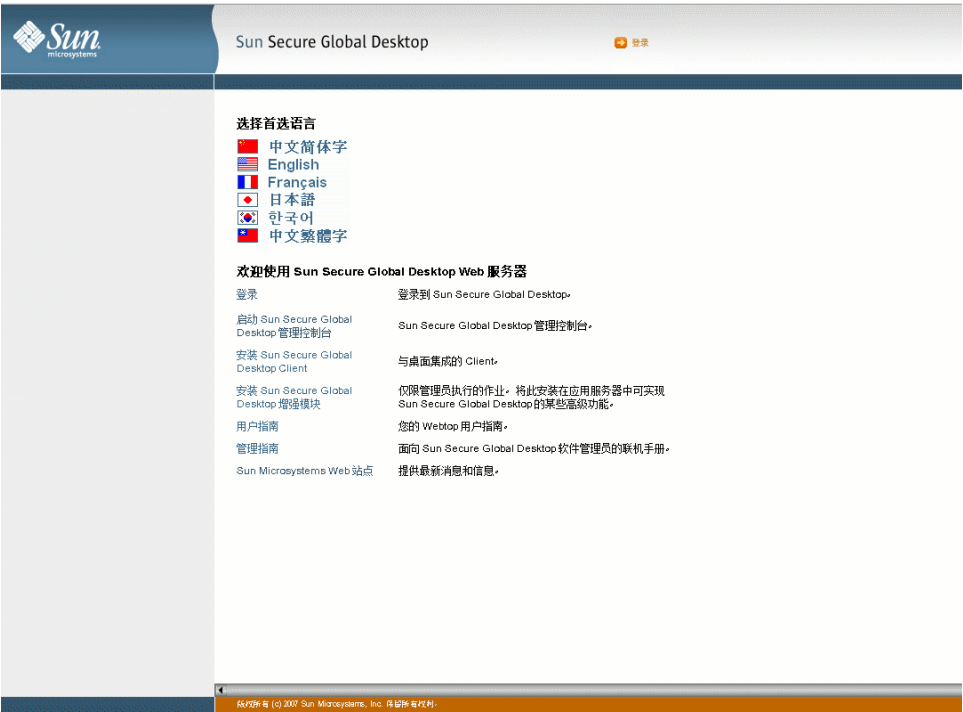 Sun
microsystems
Sun Secure Global Desktop
登录
选择首选语言
中文简体字
English
Français
日本語
한국어
中文繁體字
欢迎使用 Sun Secure Global Desktop Web 服务器
登录
登录到 Sun Secure Global Desktop。
启动 Sun Secure Global
Desktop 管理控制台
Sun Secure Global Desktop 管理控制台。
安装 Sun Secure Global
Desktop Client
与桌面集成的 Client。
安装 Sun Secure Global
Desktop 增强模块
仅限管理员执行的作业。将此安装在应用服务器中可实现
Sun Secure Global Desktop 的某些高级功能。
用户指南
您的 Webtop 用户指南。
管理指南
面向 Sun Secure Global Desktop 软件管理员的联机手册。
Sun Microsystems Web 站点
提供最新消息和信息。
版权所有 (c) 2007 Sun Microsystems, Inc. 保留所有权利。